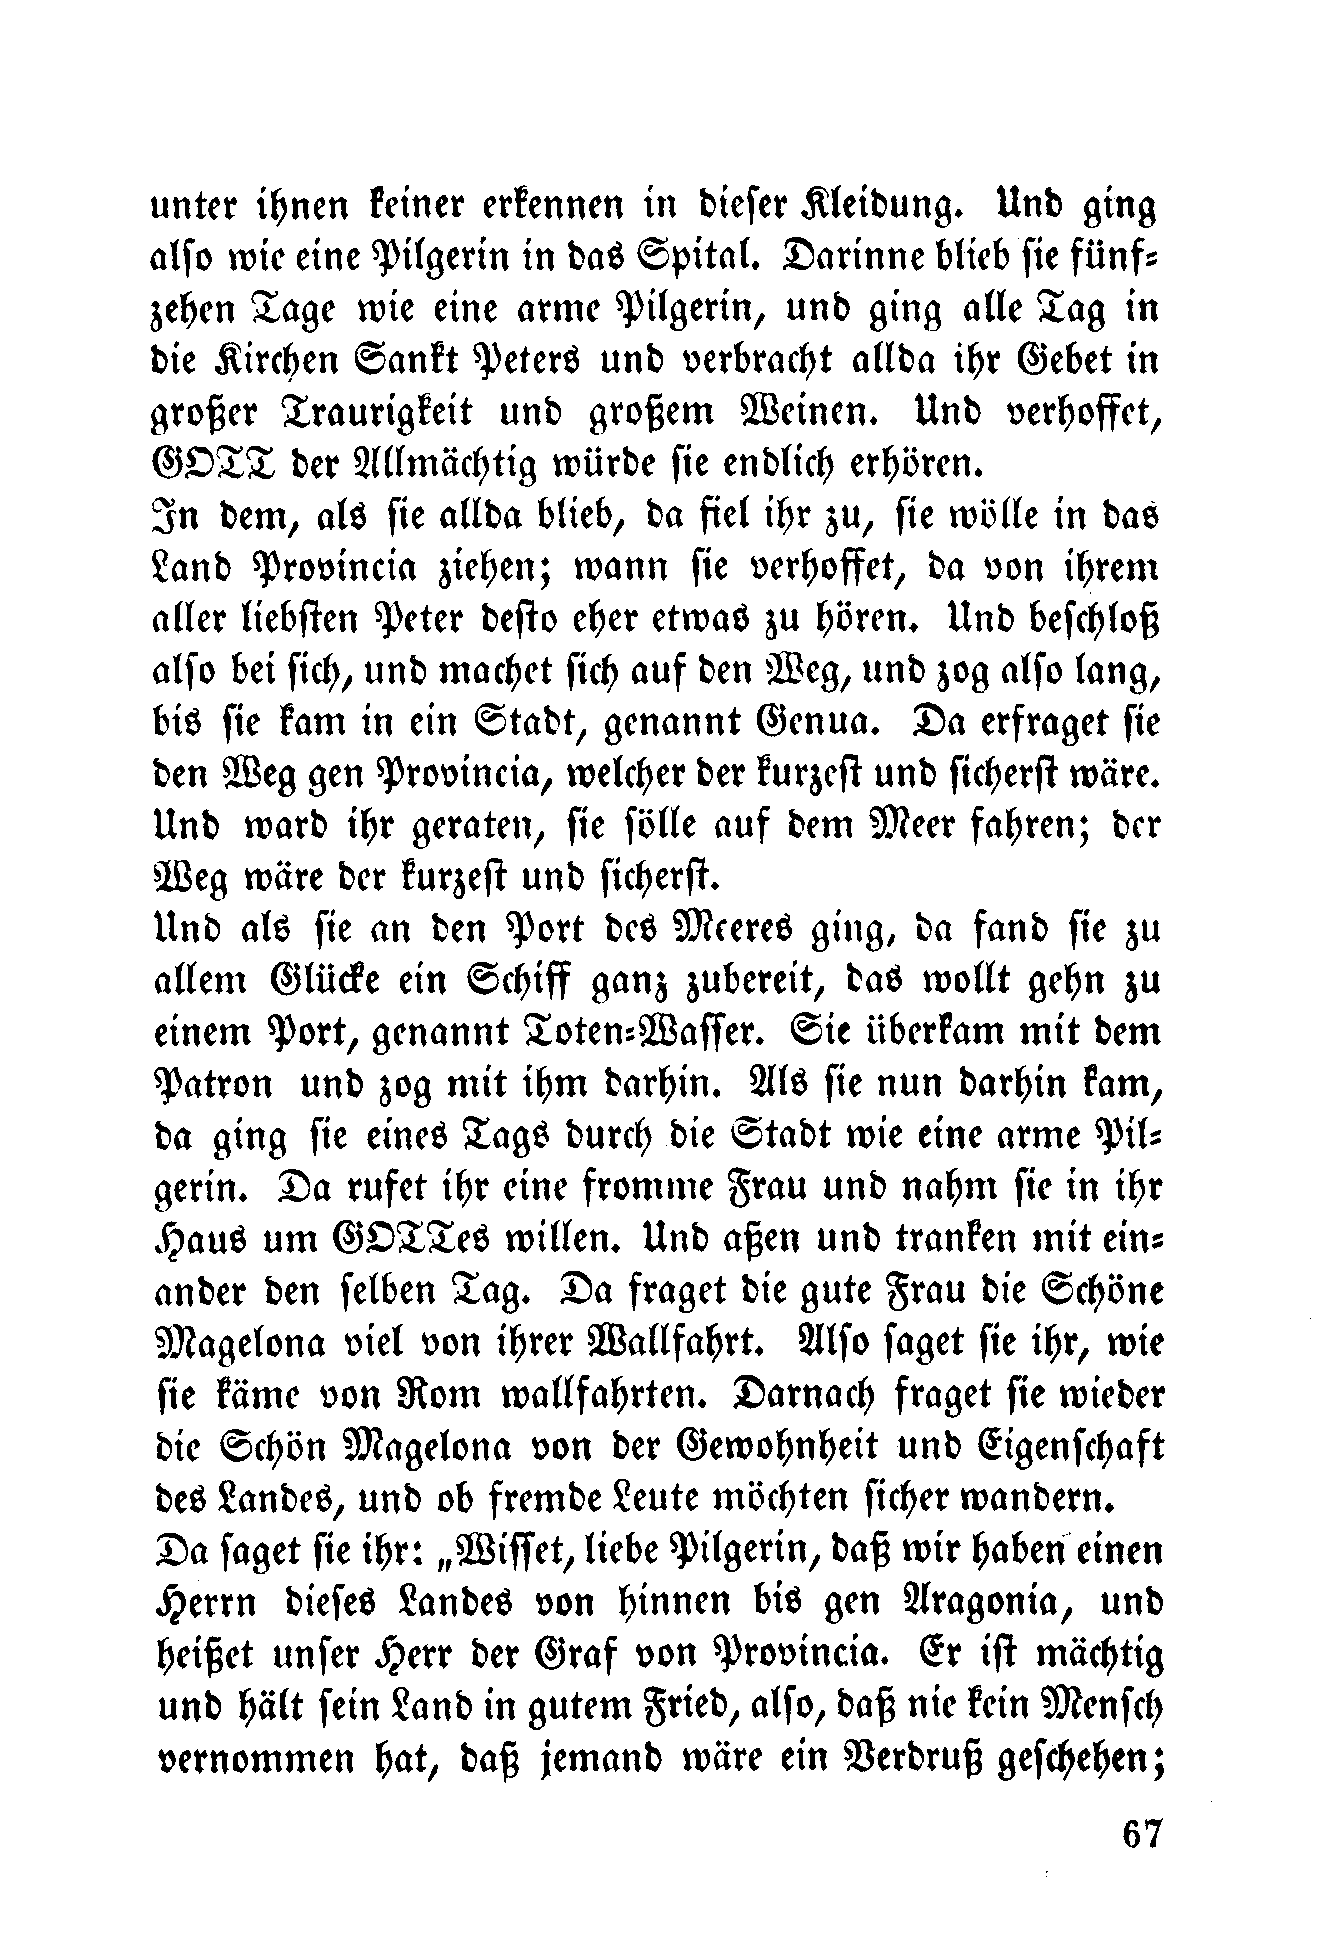 unter ihnen keiner erkennen in dieser Kleidung. Und ging
also wie eine Pilgerin in das Spital. Darinne blieb sie fünf-
zehen Tage wie eine arme Pilgerin, und ging alle Tag in
die Kirchen Sankt Peters und verbracht allda ihr Gebet in
großer Traurigkeit und großem Weinen. Und verhoffet,
GOTT der Allmächtig würde sie endlich erhören.
In dem, als sie allda blieb, da fiel ihr zu, sie wölle in das
Land Provincia ziehen; wann sie verhoffet, da von ihrem
aller liebsten Peter desto eher etwas zu hören. Und beschloß
also bei sich, und machet sich auf den Weg, und zog also lang,
bis sie kam in ein Stadt, genannt Genua. Da erfraget sie
den Weg gen Provincia, welcher der kurzest und sicherst wäre.
Und ward ihr geraten, sie sölle auf dem Meer fahren; der
Weg wäre der kurzest und sicherst.
Und als sie an den Port des Meeres ging, da fand sie zu
allem Glücke ein Schiff ganz zubereit, das wollt gehn zu
einem Port, genannt Toten-Wasser. Sie überkam mit dem
Patron und zog mit ihm darhin. Als sie nun darhin kam,
da ging sie eines Tags durch die Stadt wie eine arme Pil-
gerin. Da rufet ihr eine fromme Frau und nahm sie in ihr
Haus um GOTTes willen. Und aßen und tranken mit ein-
ander den selben Tag. Da fraget die gute Frau die Schöne
Magelona viel von ihrer Wallfahrt. Also saget sie ihr, wie
sie käme von Rom wallfahrten. Darnach fraget sie wieder
die Schön Magelona von der Gewohnheit und Eigenschaft
des Landes, und ob fremde Leute möchten sicher wandern.
Da saget sie ihr: „Wisset, liebe Pilgerin, daß wir haben einen
Herrn dieses Landes von hinnen bis gen Aragonia, und
heißet unser Herr der Graf von Provincia. Er ist mächtig
und hält sein Land in gutem Fried, also, daß nie kein Mensch
vernommen hat, daß jemand wäre ein Verdruß geschehen;
67